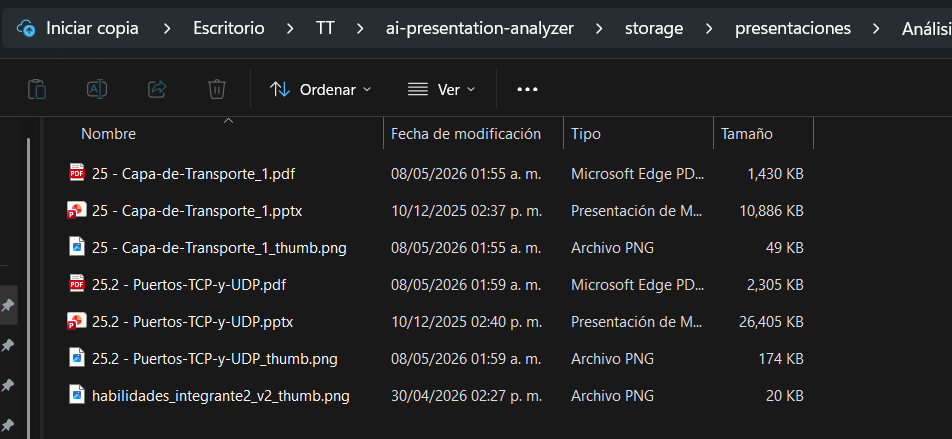 Iniciar copia > Escritorio > TT > ai-presentation-analyzer > storage > presentaciones > Análisi
Ordenar Ver
Nombre Fecha de modificación Tipo Tamaño
PDF 25 - Capa-de-Transporte_1.pdf 08/05/2026 01:55 a. m. Microsoft Edge PD... 1,430 KB
25 - Capa-de-Transporte_1.pptx 10/12/2025 02:37 p. m. Presentación de M... 10,886 KB
25 - Capa-de-Transporte_1_thumb.png 08/05/2026 01:55 a. m. Archivo PNG 49 KB
PDF 25.2 - Puertos-TCP-y-UDP.pdf 08/05/2026 01:59 a. m. Microsoft Edge PD... 2,305 KB
25.2 - Puertos-TCP-y-UDP.pptx 10/12/2025 02:40 p. m. Presentación de M... 26,405 KB
25.2 - Puertos-TCP-y-UDP_thumb.png 08/05/2026 01:59 a. m. Archivo PNG 174 KB
habilidades_integrante2_v2_thumb.png 30/04/2026 02:27 p. m. Archivo PNG 20 KB